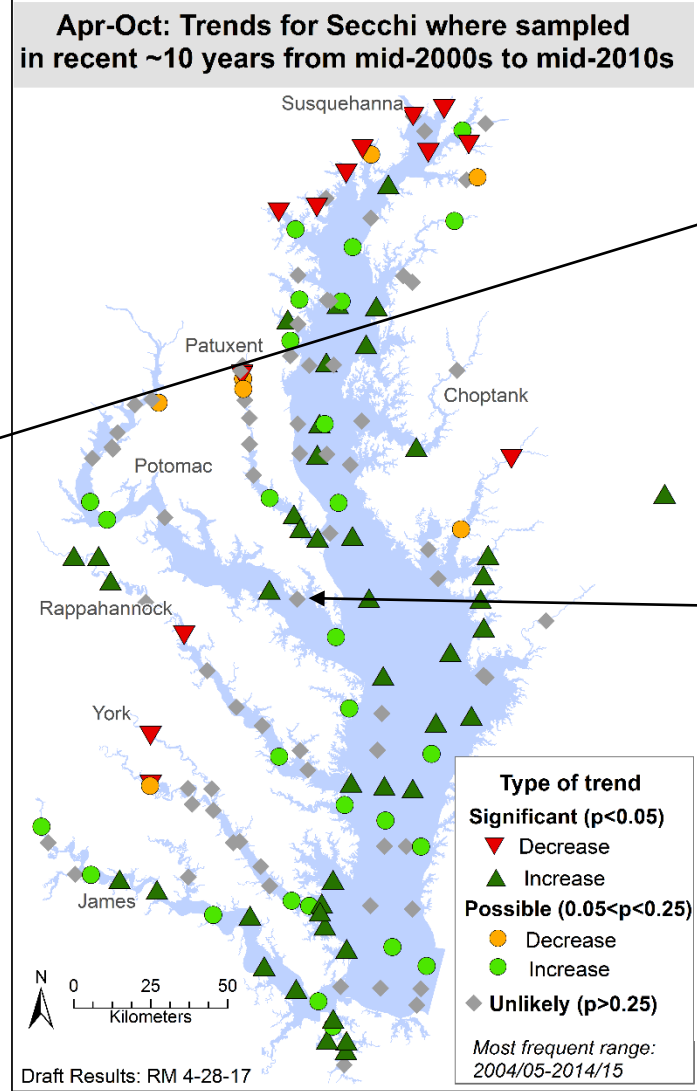 Apr-Oct: Trends for Secchi where sampled
in recent ~10 years from mid-2000s to mid-2010s
Susquehanna
Patuxent
Choptank
Potomac
Rappahannock
York
James
N
0 25 50
Kilometers
Type of trend
Significant (p<0.05)
Decrease
Increase
Possible (0.05<p<0.25)
Decrease
Increase
Unlikely (p>0.25)
Most frequent range:
2004/05-2014/15
Draft Results: RM 4-28-17